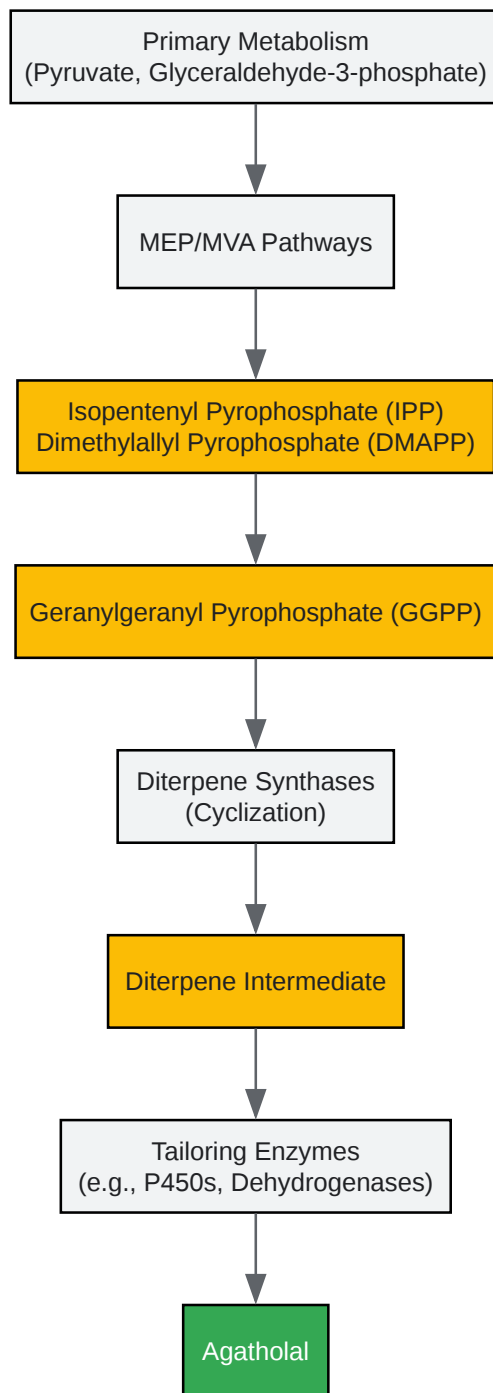 Primary Metabolism
(Pyruvate, Glyceraldehyde-3-phosphate)
MEP/MVA Pathways
Isopentenyl Pyrophosphate (IPP)
Dimethylallyl Pyrophosphate (DMAPP)
Geranylgeranyl Pyrophosphate (GGPP)
Diterpene Synthases
(Cyclization)
Diterpene Intermediate
Tailoring Enzymes
(e.g., P450s, Dehydrogenases)
Agatholal